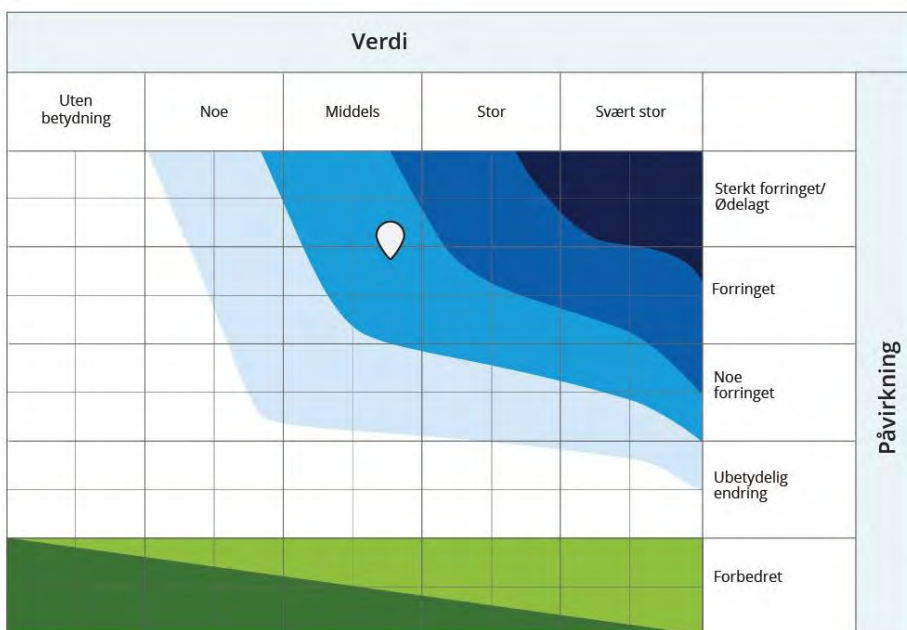 Verdi
Uten
betydning
Noe
Middels
Stor
Svært stor
Sterkt forringet/
Ødelagt
Forringet
Noe
forringet
Ubetydelig
endring
Forbedret
Påvirkning